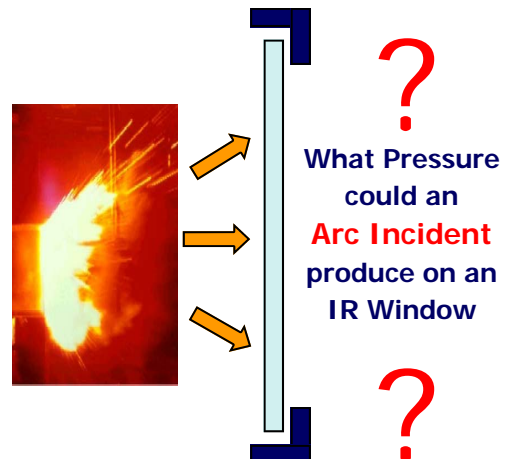 ?
What Pressure
could an
Arc Incident
produce on an
IR Window
?